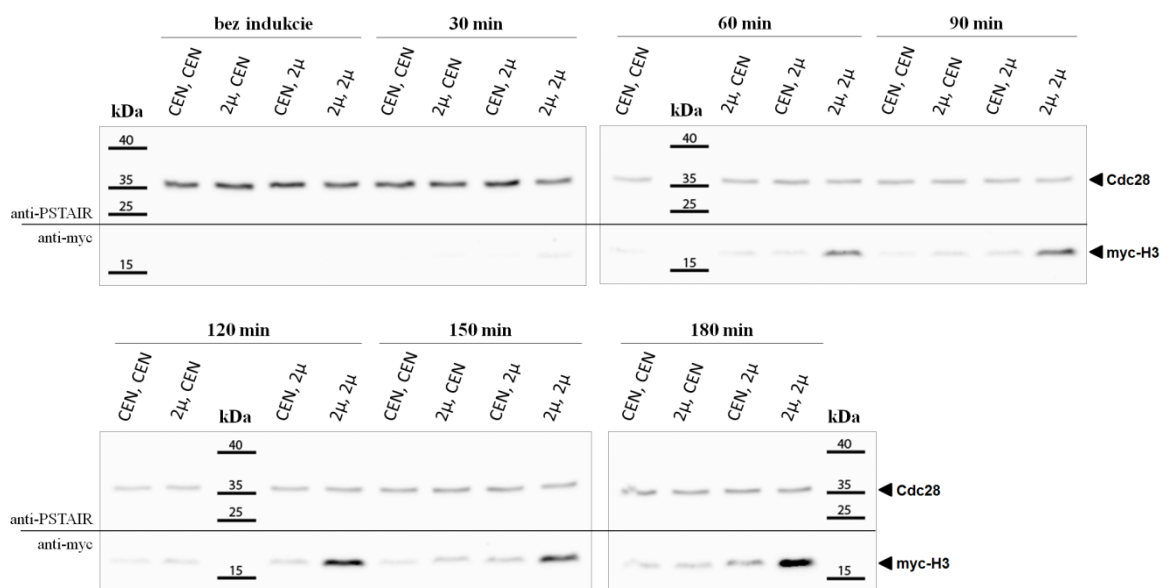 bez indukcie 30 min 60 min 90 min
CEN, CEN 2µ, CEN CEN, 2µ 2µ, 2µ CEN, CEN 2µ, CEN CEN, 2µ 2µ, 2µ CEN, CEN 2µ, CEN CEN, 2µ 2µ, 2µ CEN, CEN 2µ, CEN CEN, 2µ 2µ, 2µ
kDa kDa
40 40
35 35 Cdc28
25 25
anti-PSTAIR
anti-myc
myc-H3
15 15
120 min 150 min 180 min
CEN, CEN 2µ, CEN CEN, 2µ 2µ, 2µ CEN, CEN 2µ, CEN CEN, 2µ 2µ, 2µ CEN, CEN 2µ, CEN CEN, 2µ 2µ, 2µ
kDa kDa
40 40
35 35 Cdc28
25 25
anti-PSTAIR
anti-myc
myc-H3
15 15